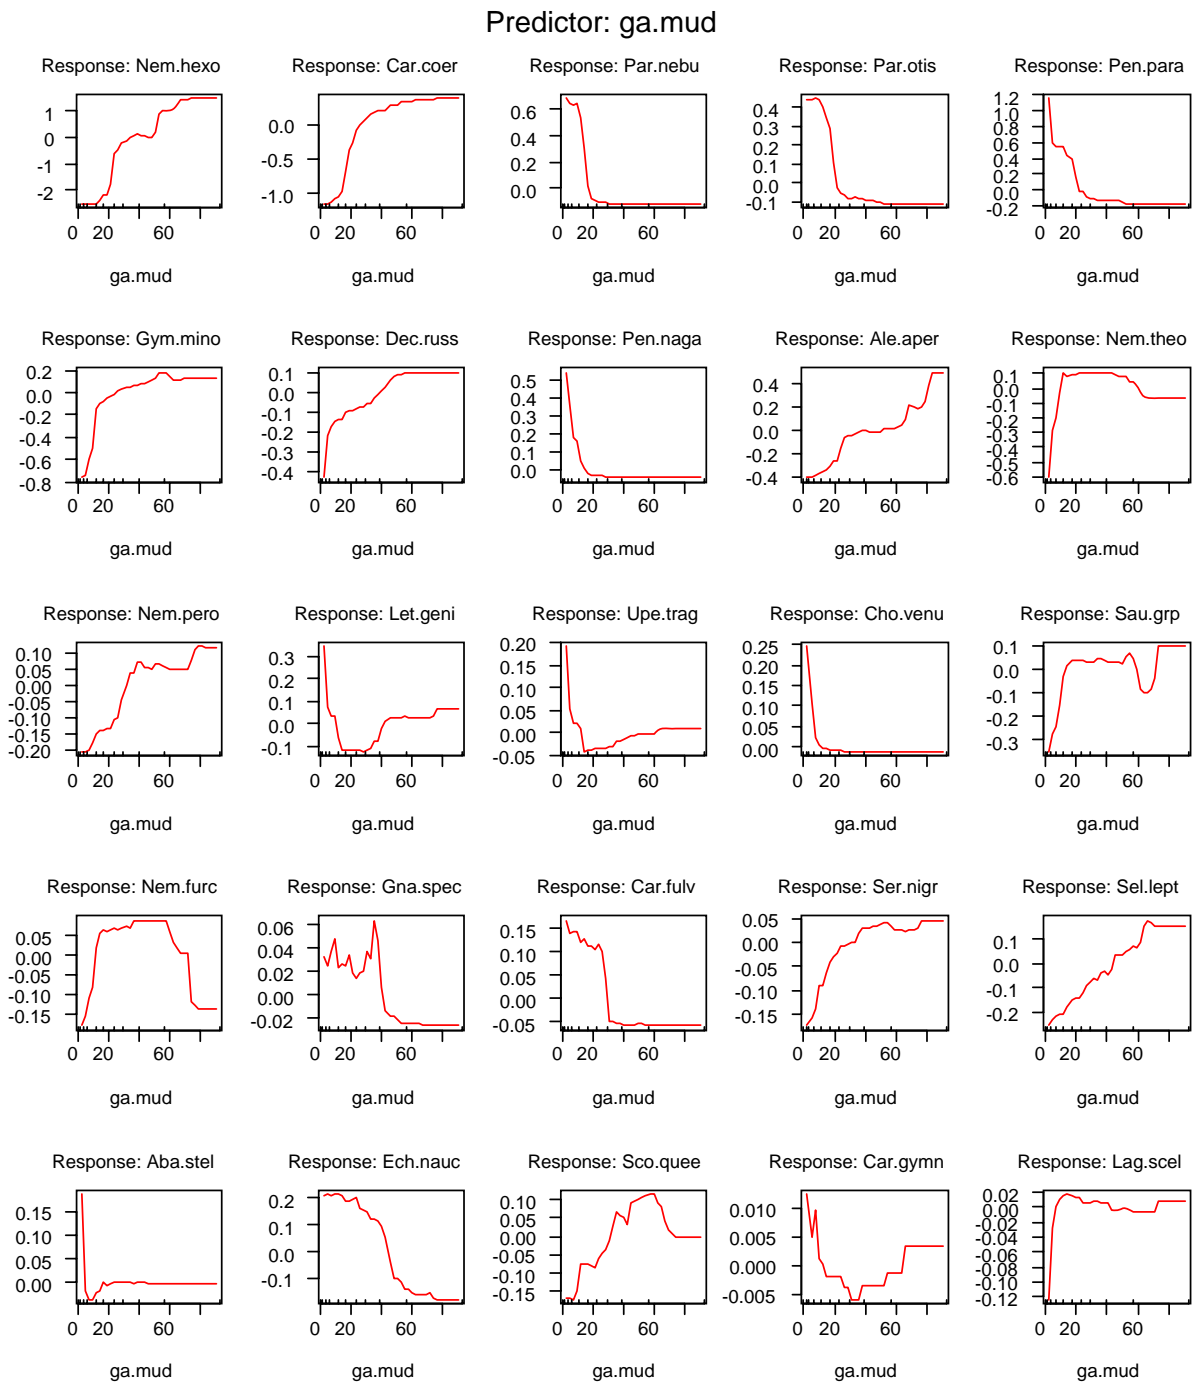 Predictor: ga.mud
Response: Nem.hexo
1
0
-1
-2
0 20 60
ga.mud
Response: Car.coer
0.0
-0.5
-1.0
0 20 60
ga.mud
Response: Par.nebu
0.6
0.4
0.2
0.0
0 20 60
ga.mud
Response: Par.otis
0.4
0.3
0.2
0.1
0.0
-0.1
0 20 60
ga.mud
Response: Pen.para
1.2
1.0
0.8
0.6
0.4
0.2
0.0
-0.2
0 20 60
ga.mud
Response: Gym.mino
0.2
0.0
-0.2
-0.4
-0.6
-0.8
0 20 60
ga.mud
Response: Dec.russ
0.1
0.0
-0.1
-0.2
-0.3
-0.4
0 20 60
ga.mud
Response: Pen.naga
0.5
0.4
0.3
0.2
0.1
0.0
0 20 60
ga.mud
Response: Ale.aper
0.4
0.2
0.0
-0.2
-0.4
0 20 60
ga.mud
Response: Nem.theo
0.1
0.0
-0.1
-0.2
-0.3
-0.4
-0.5
-0.6
0 20 60
ga.mud
Response: Nem.pero
0.10
0.05
0.00
-0.05
-0.10
-0.15
-0.20
0 20 60
ga.mud
Response: Let.geni
0.3
0.2
0.1
0.0
-0.1
0 20 60
ga.mud
Response: Upe.trag
0.20
0.15
0.10
0.05
0.00
-0.05
0 20 60
ga.mud
Response: Cho.venu
0.25
0.20
0.15
0.10
0.05
0.00
0 20 60
ga.mud
Response: Sau.grp
0.1
0.0
-0.1
-0.2
-0.3
0 20 60
ga.mud
Response: Nem.furc
0.05
0.00
-0.05
-0.10
-0.15
0 20 60
ga.mud
Response: Gna.spec
0.06
0.04
0.02
0.00
-0.02
0 20 60
ga.mud
Response: Car.fulv
0.15
0.10
0.05
0.00
-0.05
0 20 60
ga.mud
Response: Ser.nigr
0.05
0.00
-0.05
-0.10
-0.15
0 20 60
ga.mud
Response: Sel.lept
0.1
0.0
-0.1
-0.2
0 20 60
ga.mud
Response: Aba.stel
0.15
0.10
0.05
0.00
0 20 60
ga.mud
Response: Ech.nauc
0.2
0.1
0.0
-0.1
0 20 60
ga.mud
Response: Sco.quee
0.10
0.05
0.00
-0.05
-0.10
-0.15
0 20 60
ga.mud
Response: Car.gymn
0.010
0.005
0.000
-0.005
0 20 60
ga.mud
Response: Lag.scel
0.02
0.00
-0.02
-0.04
-0.06
-0.08
-0.10
-0.12
0 20 60
ga.mud